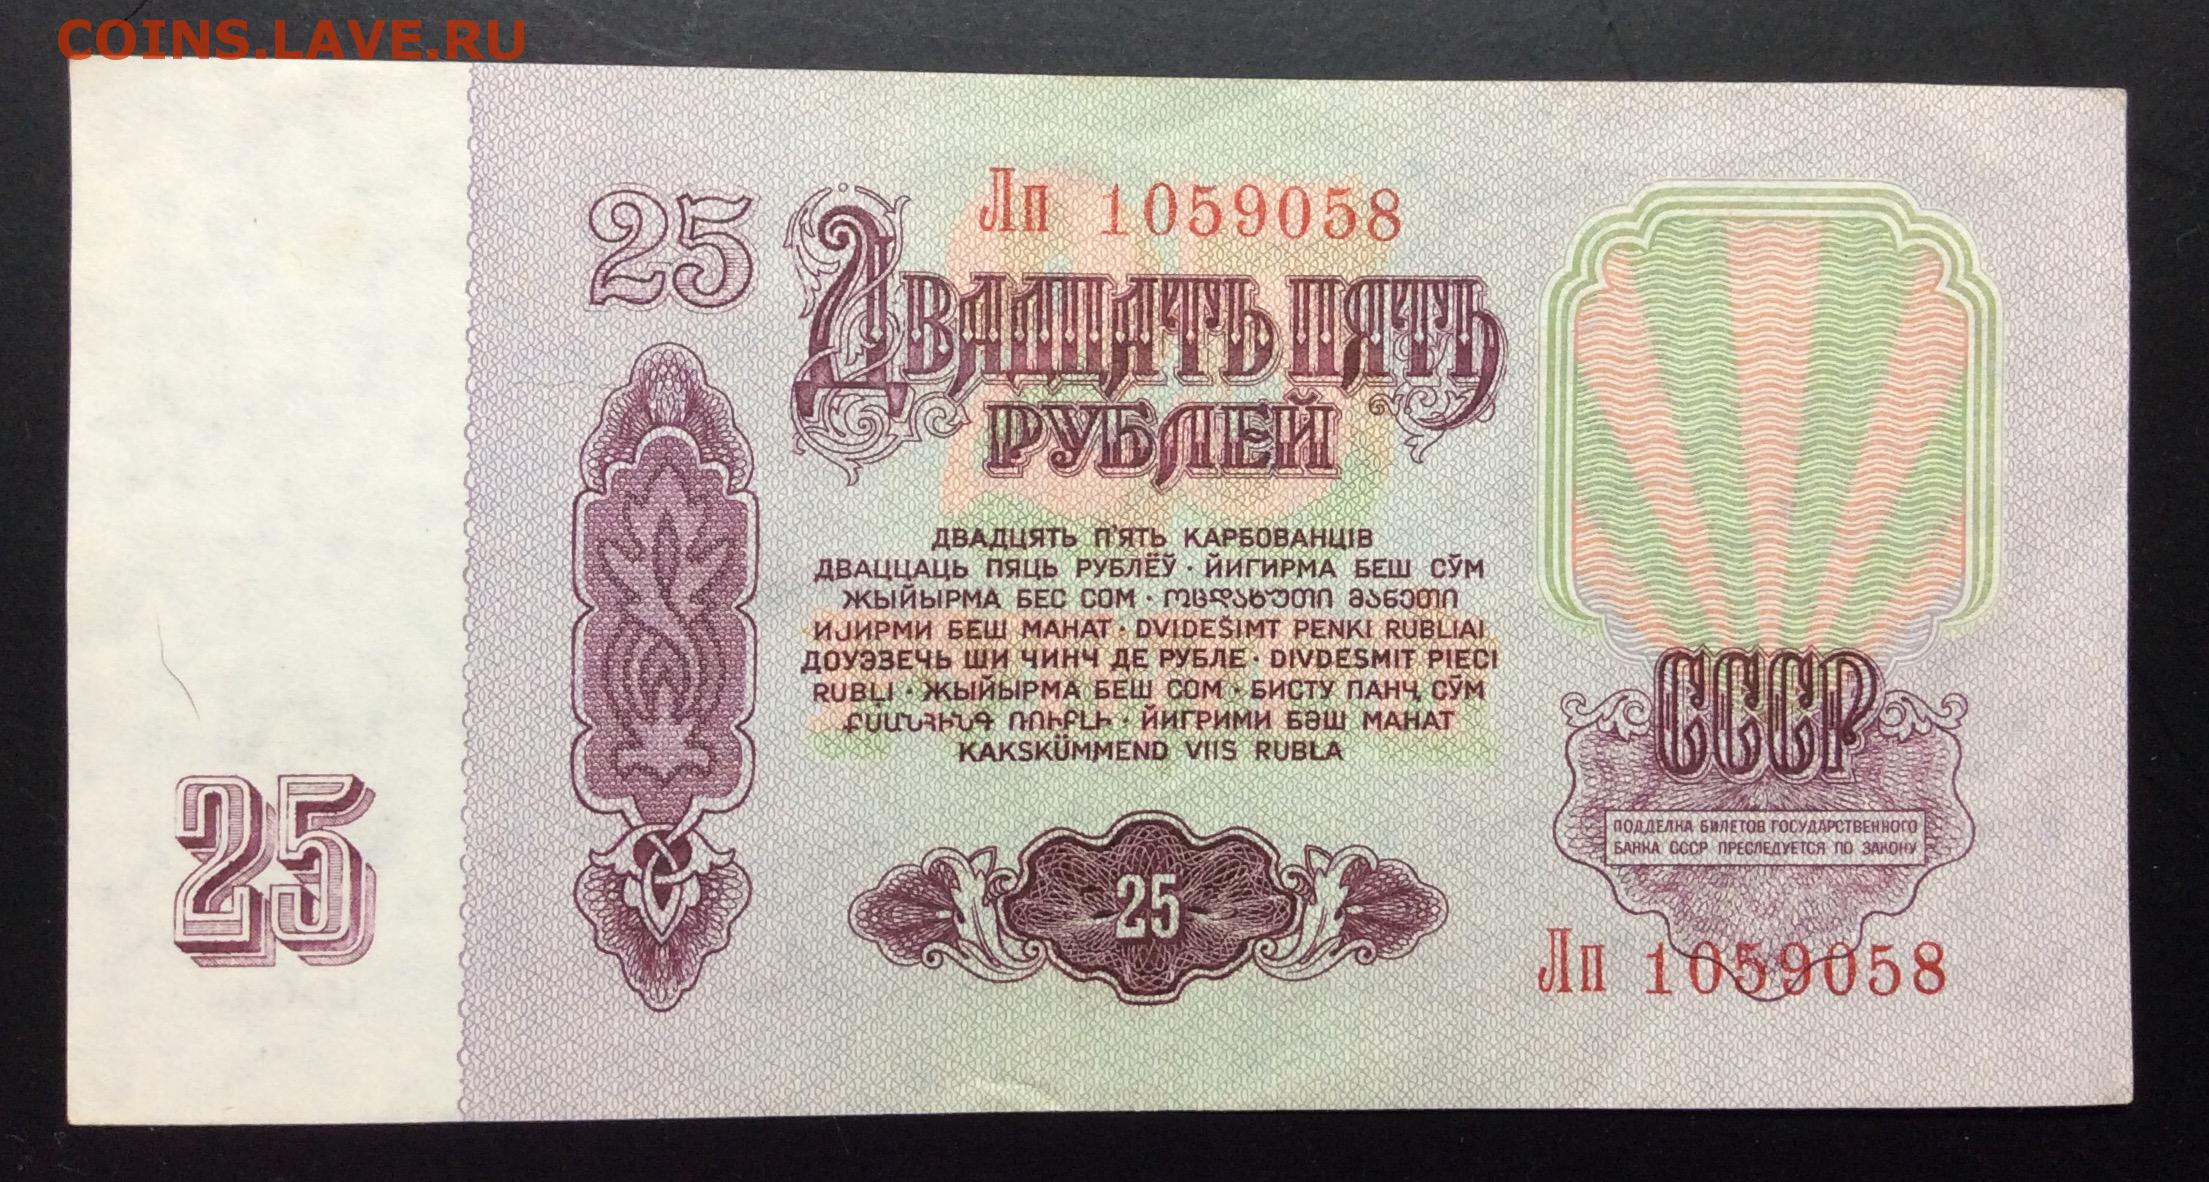 COINS.LAVE.RU
Лп 1059058
25
Двадцать пять
рублей
ДВАДЦЯТЬ П'ЯТЬ КАРБОВАНЦІВ
ДВАЦЦАЦЬ ПЯЦЬ РУБЛЁЎ · ЙИГИРМА БЕШ СЎМ
ЖЫЙЫРМА БЕС СОМ · ოცდახუთი მანეთი
ИЈИРМИ БЕШ МАНАТ · DVIDEŠIMT PENKI RUBLIAI
ДОУЭЗЕЧЬ ШИ ЧИНЧ ДЕ РУБЛЕ · DIVDESMIT PIECI
RUBĻI · ЖЫЙЫРМА БЕШ СОМ · БИСТУ ПАНҶ СЎМ
ՔՍԱՆՀԻՆԳ ՌՈՒԲԼԻ · ЙИГРИМИ БӘШ МАНАТ
KAKSKÜMMEND VIIS RUBLA
СССР
ПОДДЕЛКА БИЛЕТОВ ГОСУДАРСТВЕННОГО
БАНКА СССР ПРЕСЛЕДУЕТСЯ ПО ЗАКОНУ
25
25
Лп 1059058